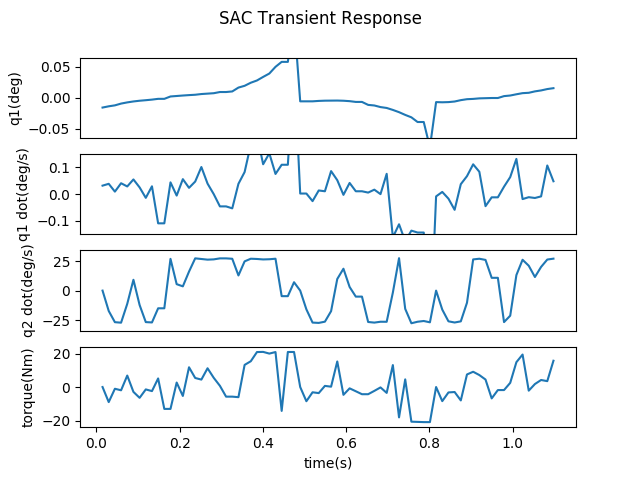 SAC Transient Response
q1(deg)
0.05
0.00
−0.05
q1 dot(deg/s)
0.1
0.0
−0.1
q2 dot(deg/s)
25
0
−25
torque(Nm)
20
0
−20
0.0 0.2 0.4 0.6 0.8 1.0
time(s)